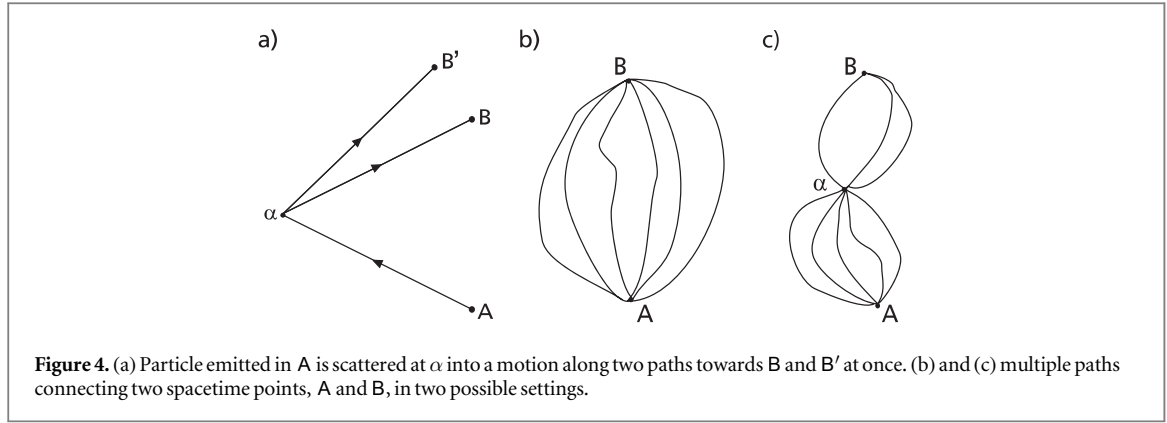 a)
b)
c)
B’
B
α
A
B
A
B
α
A
Figure 4. (a) Particle emitted in A is scattered at α into a motion along two paths towards B and B′ at once. (b) and (c) multiple paths
connecting two spacetime points, A and B, in two possible settings.